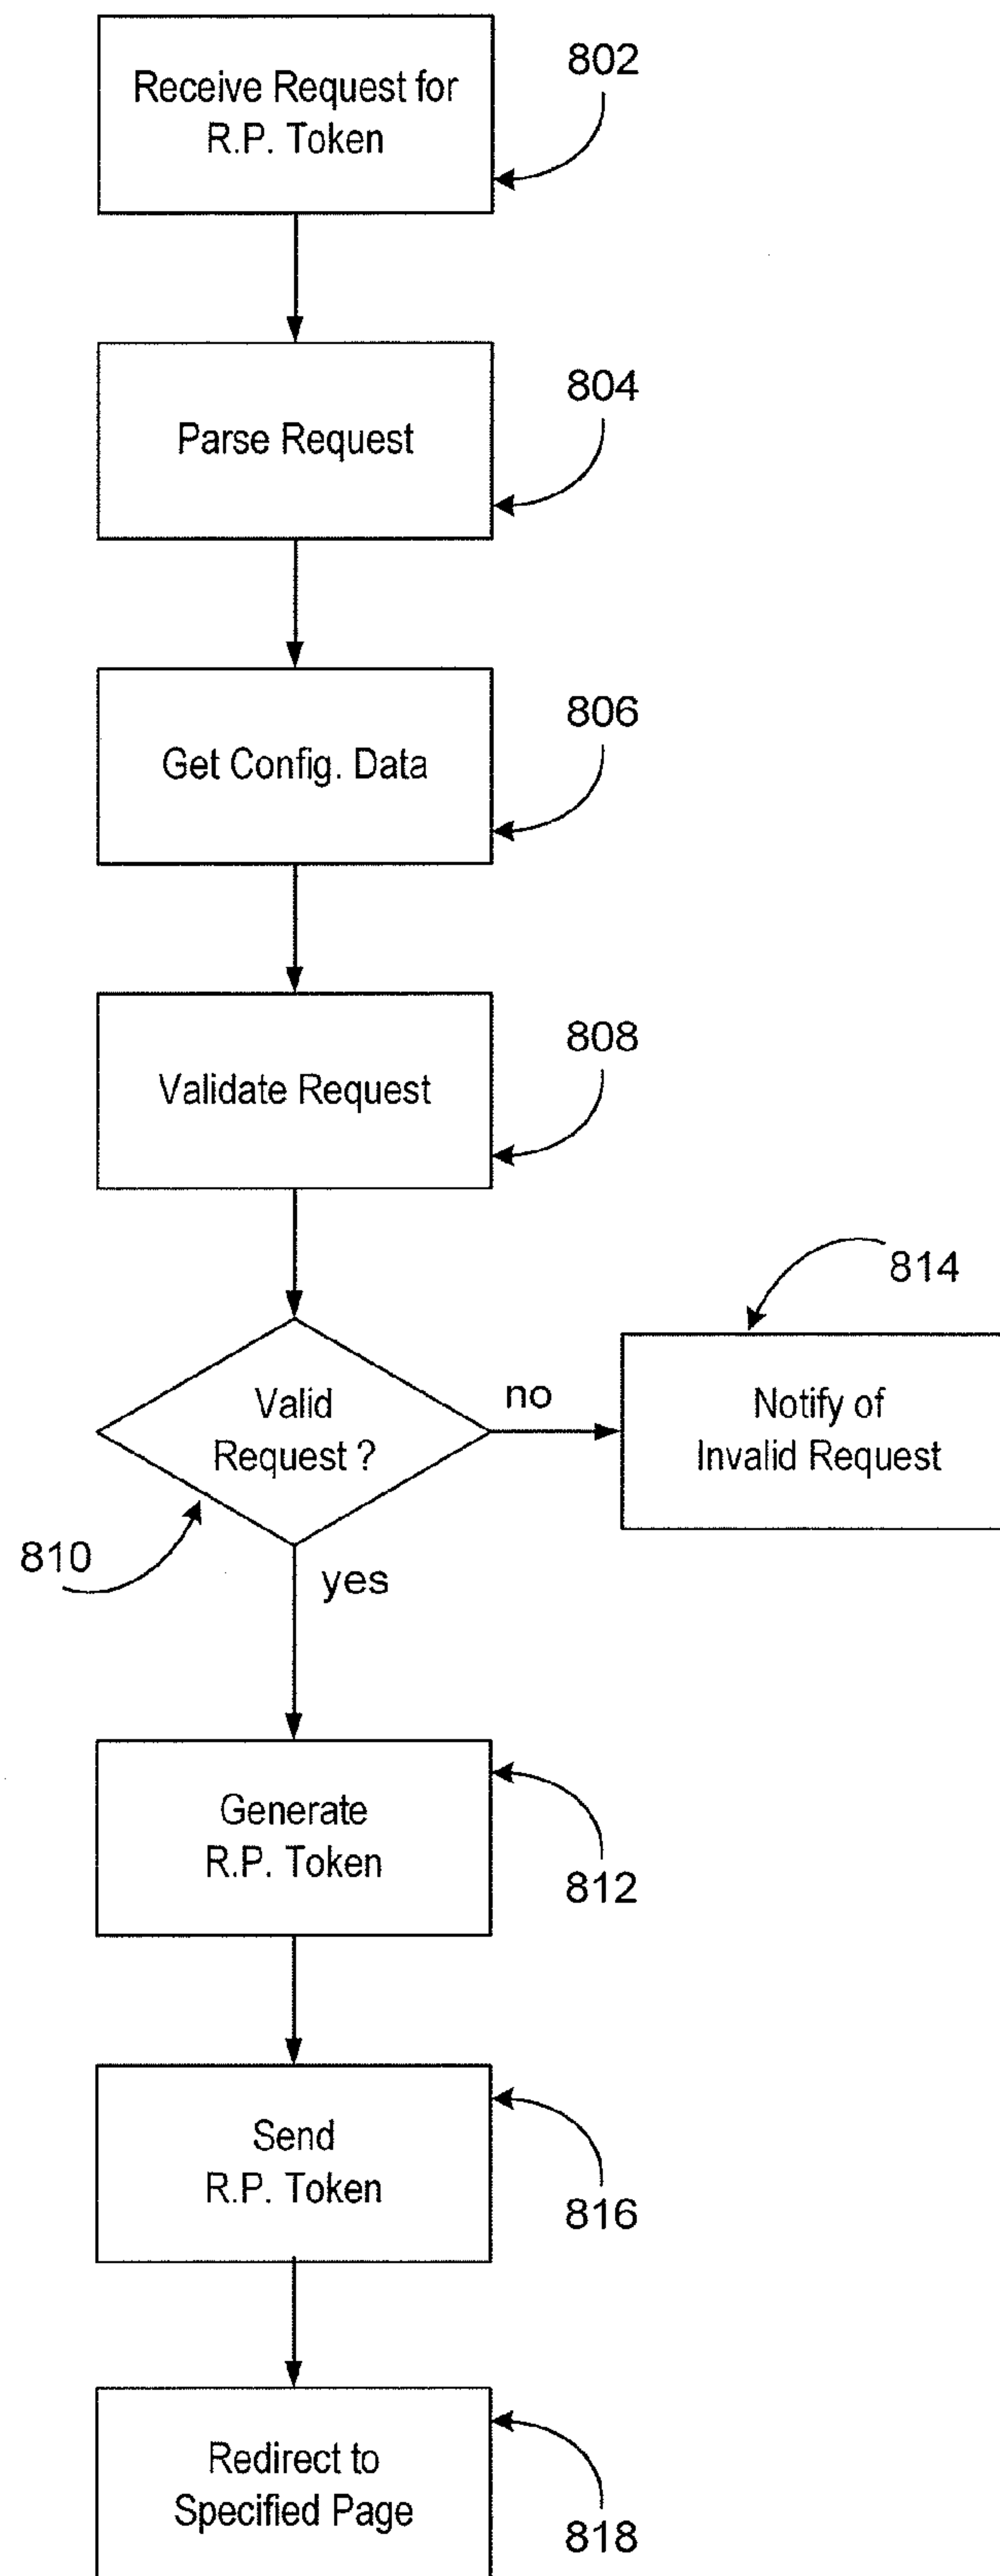 Receive Request for
R.P. Token
802
Parse Request
804
Get Config. Data
806
Validate Request
808
Valid
Request ?
810
no
814
Notify of
Invalid Request
yes
Generate
R.P. Token
812
Send
R.P. Token
816
Redirect to
Specified Page
818